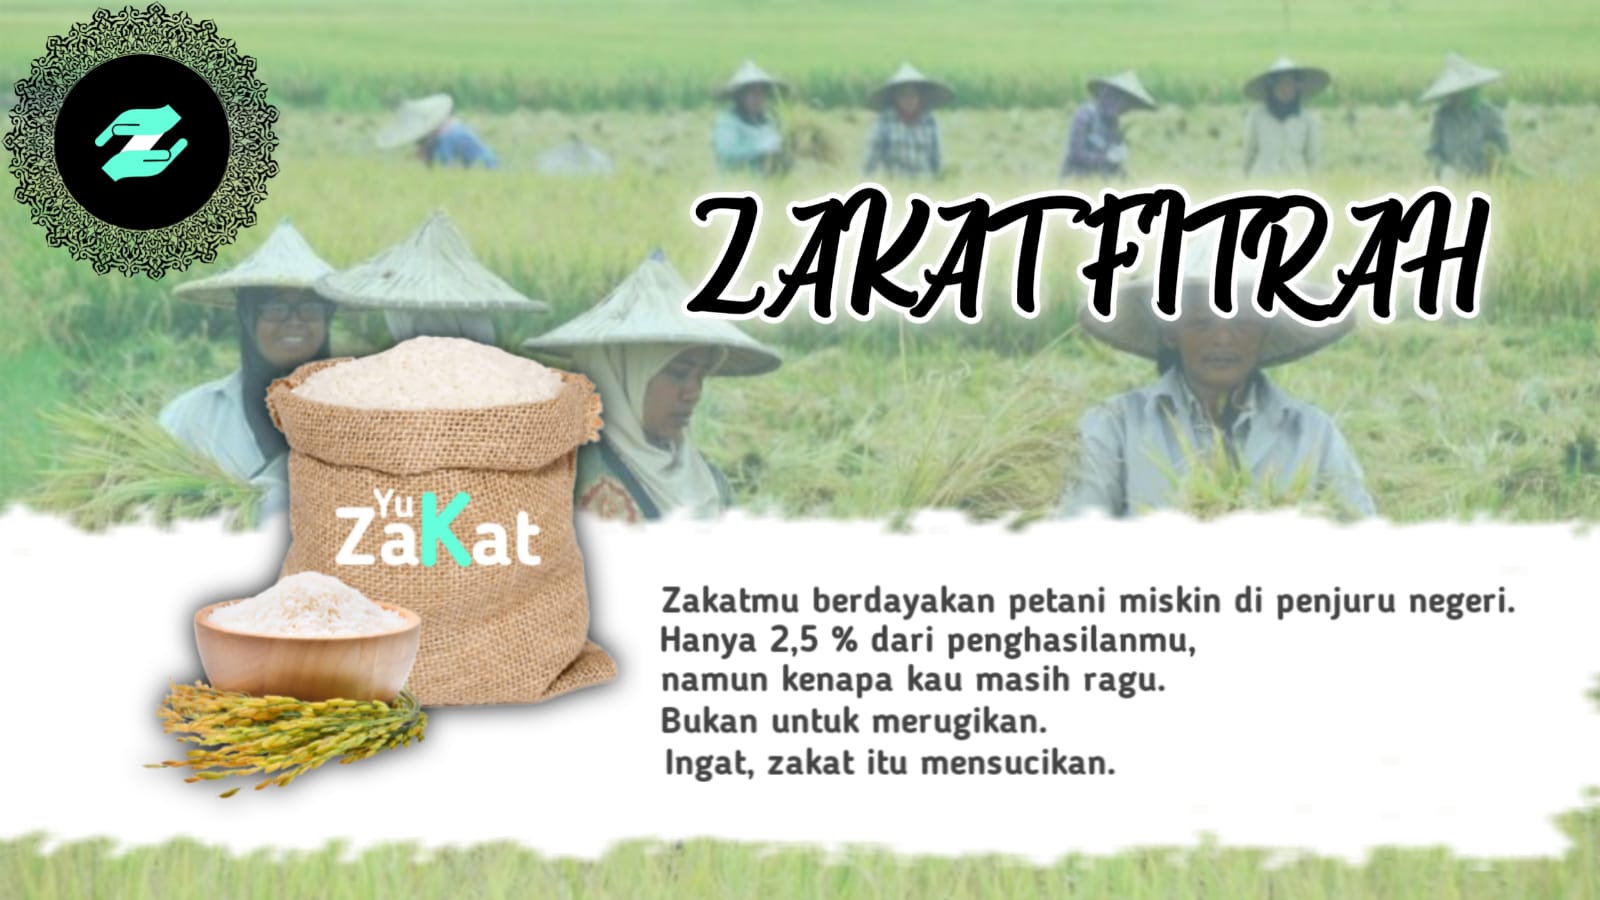 ZAKAT FITRAH
Yu
ZaKat
Zakatmu berdayakan petani miskin di penjuru negeri.
Hanya 2,5 % dari penghasilanmu,
namun kenapa kau masih ragu.
Bukan untuk merugikan.
Ingat, zakat itu mensucikan.